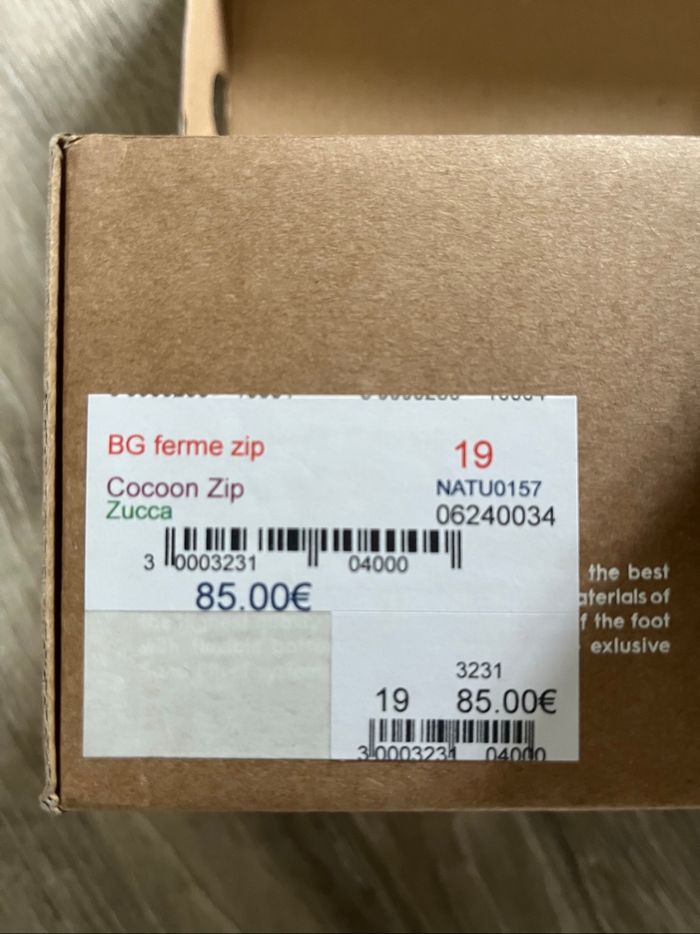 BG ferme zip 19
Cocoon Zip NATU0157
Zucca 06240034
3 0003231 04000
85.00€
the best
aterials of
f the foot
exlusive
3231
19 85.00€
3 0003231 04000